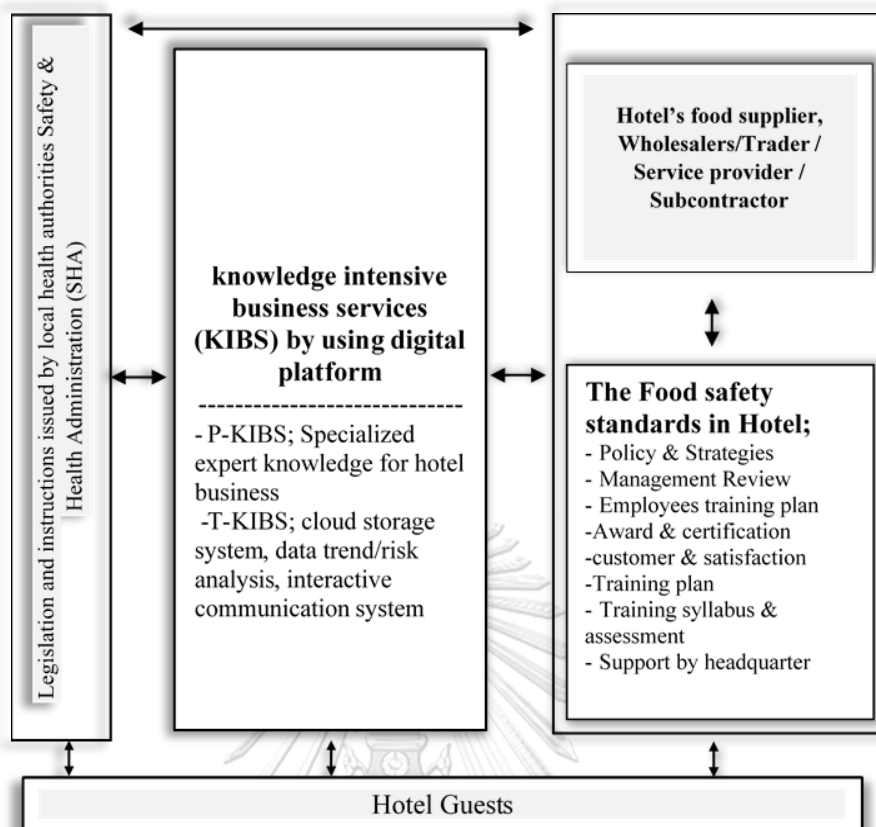 Legislation and instructions issued by local health authorities Safety &
Health Administration (SHA)
knowledge intensive
business services
(KIBS) by using digital
platform
-----------------------------
- P-KIBS; Specialized
expert knowledge for hotel
business
-T-KIBS; cloud storage
system, data trend/risk
analysis, interactive
communication system
Hotel's food supplier,
Wholesalers/Trader /
Service provider /
Subcontractor
The Food safety
standards in Hotel;
- Policy & Strategies
- Management Review
- Employees training plan
-Award & certification
-customer & satisfaction
-Training plan
- Training syllabus &
assessment
- Support by headquarter
Hotel Guests